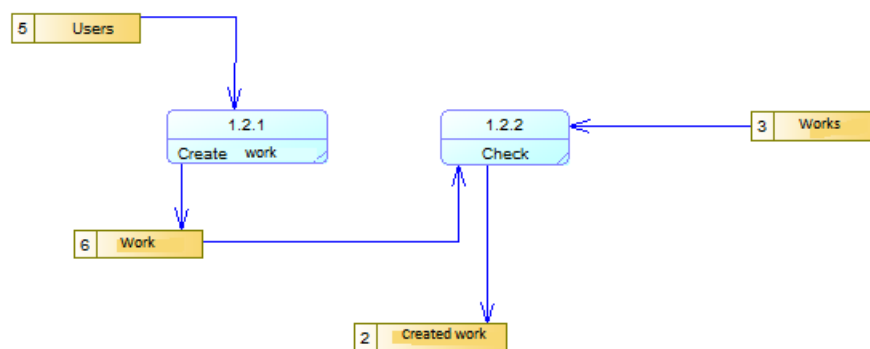 5 Users
1.2.1
Create work
1.2.2
Check
3 Works
6 Work
2 Created work